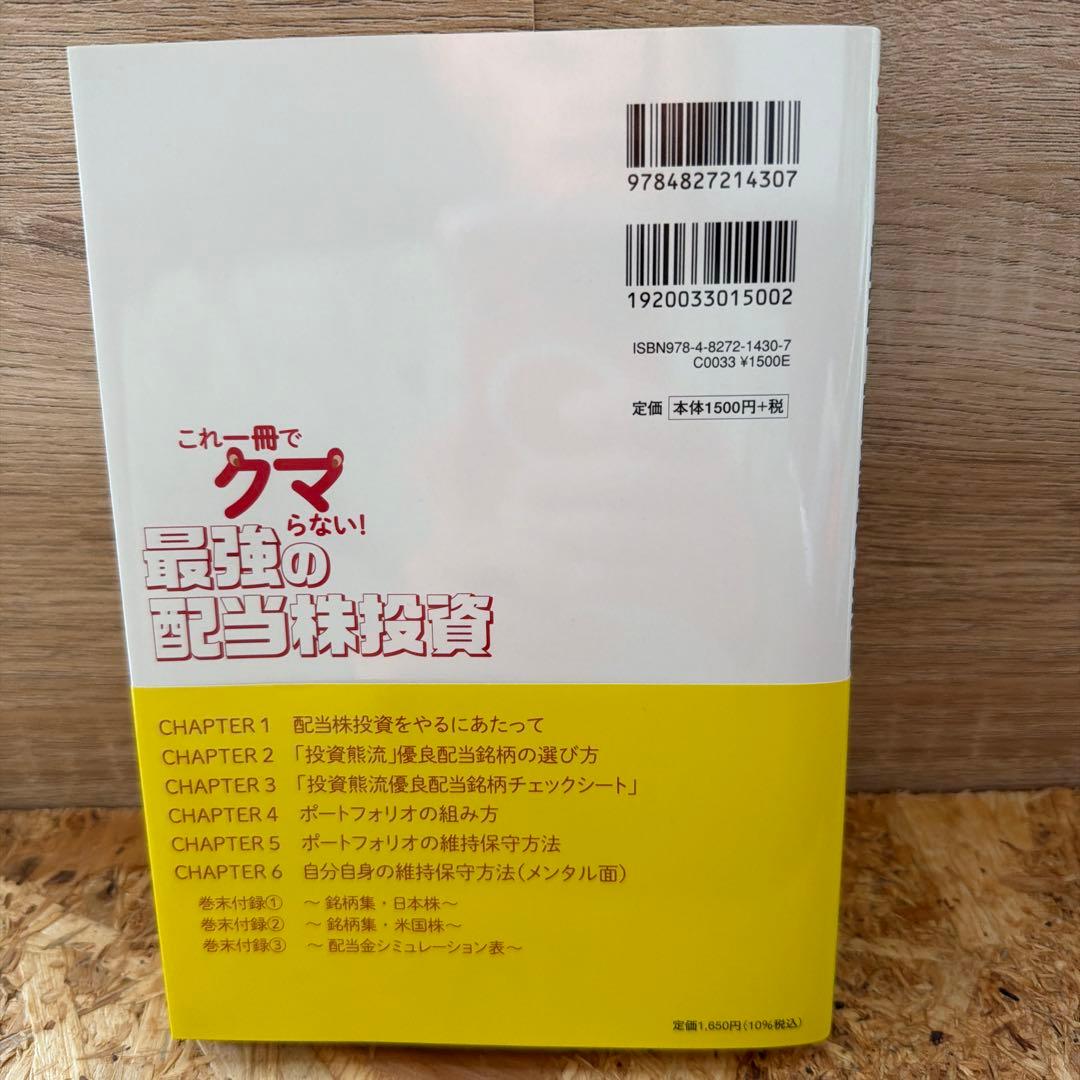 9784827214307
1920033015002
ISBN978-4-8272-1430-7
C0033 ¥1500E
定価 本体1500円+税
これ一冊で
クマ
らない!
最強の
配当株投資
CHAPTER 1 配当株投資をやるにあたって
CHAPTER 2 「投資熊流」優良配当銘柄の選び方
CHAPTER 3 「投資熊流優良配当銘柄チェックシート」
CHAPTER 4 ポートフォリオの組み方
CHAPTER 5 ポートフォリオの維持保守方法
CHAPTER 6 自分自身の維持保守方法(メンタル面)
巻末付録① ～銘柄集・日本株～
巻末付録② ～銘柄集・米国株～
巻末付録③ ～配当金シミュレーション表～
定価1,650円(10%税込)